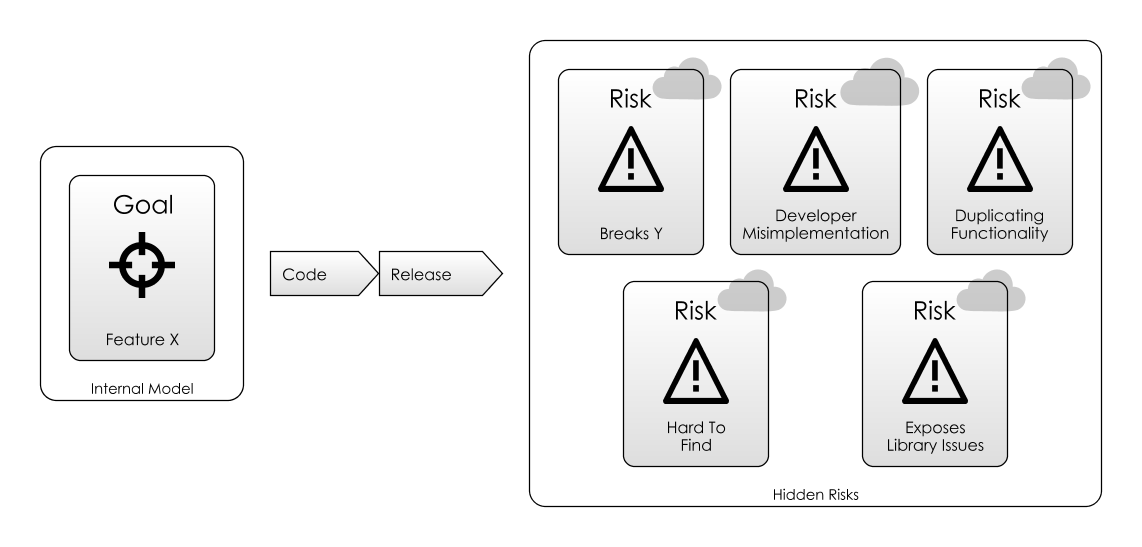 Goal
Feature X
Internal Model
Code
Release
Risk
Breaks Y
Risk
Developer
Misimplementation
Risk
Duplicating
Functionality
Risk
Hard To
Find
Risk
Exposes
Library Issues
Hidden Risks